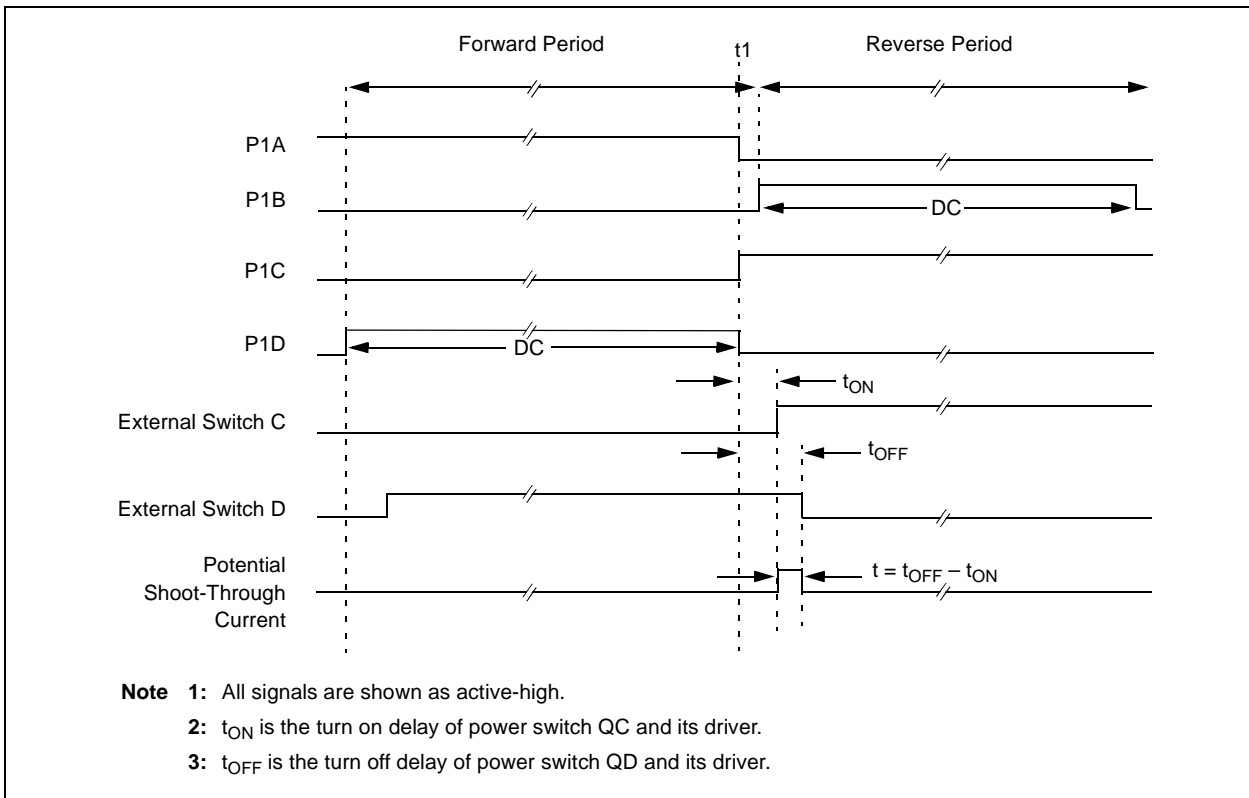 Forward Period
t1
Reverse Period
P1A
P1B
DC
P1C
P1D
DC
tON
External Switch C
tOFF
External Switch D
Potential
Shoot-Through
Current
t = tOFF – tON
Note 1: All signals are shown as active-high.
2: tON is the turn on delay of power switch QC and its driver.
3: tOFF is the turn off delay of power switch QD and its driver.